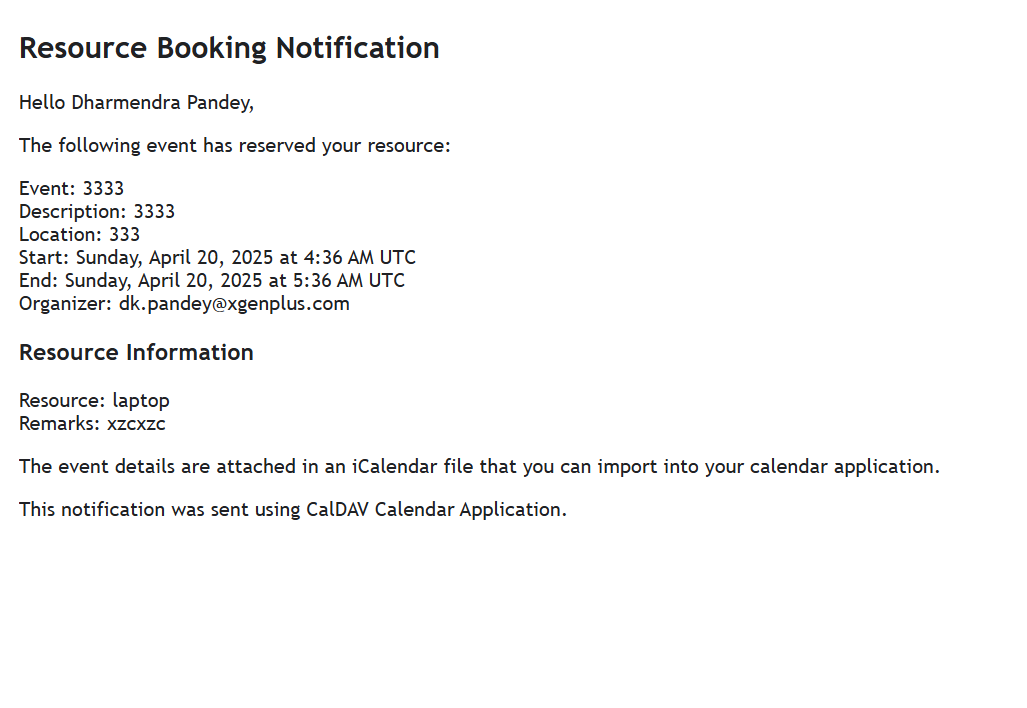 Resource Booking Notification
Hello Dharmendra Pandey,
The following event has reserved your resource:
Event: 3333
Description: 3333
Location: 333
Start: Sunday, April 20, 2025 at 4:36 AM UTC
End: Sunday, April 20, 2025 at 5:36 AM UTC
Organizer: dk.pandey@xgenplus.com
Resource Information
Resource: laptop
Remarks: xzcxzc
The event details are attached in an iCalendar file that you can import into your calendar application.
This notification was sent using CalDAV Calendar Application.